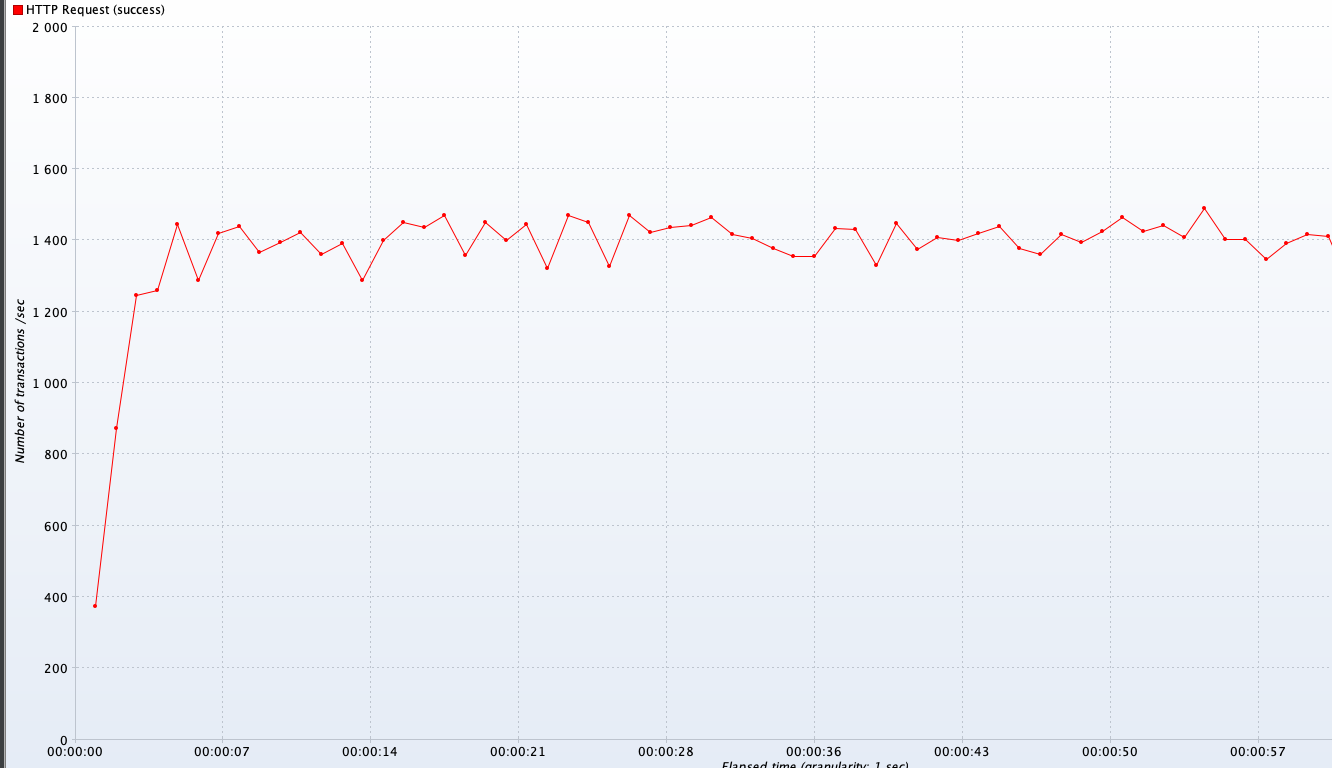 HTTP Request (success)
2 000
1 800
1 600
1 400
1 200
1 000
800
600
400
200
0
Number of transactions /sec
00:00:00 00:00:07 00:00:14 00:00:21 00:00:28 00:00:36 00:00:43 00:00:50 00:00:57
Elapsed time (granularity: 1 sec)